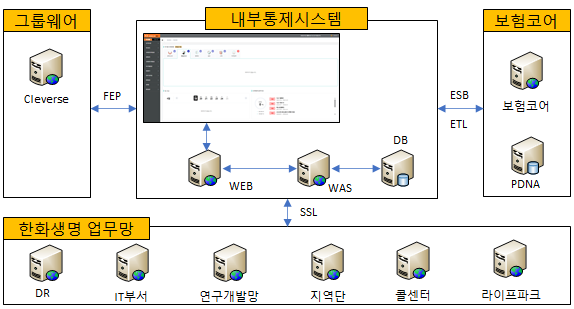 그룹웨어
내부통제시스템
보험코어
Cleverse
FEP
ESB
ETL
보험코어
PDNA
DB
WEB
WAS
SSL
한화생명 업무망
DR
IT부서
연구개발망
지역단
콜센터
라이프파크